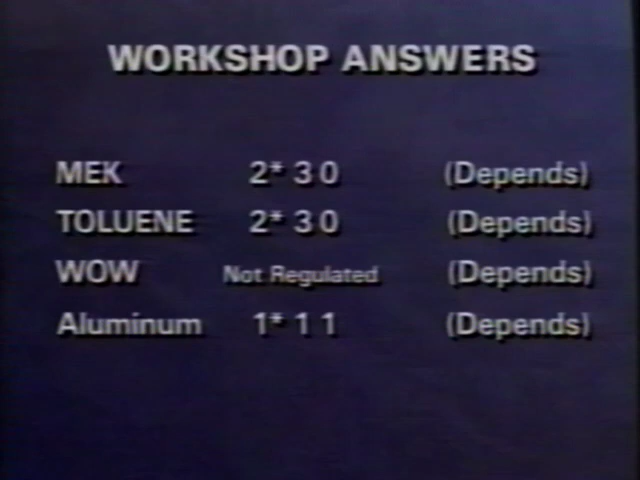 WORKSHOP ANSWERS
MEK 2* 3 0 (Depends)
TOLUENE 2* 3 0 (Depends)
WOW Not Regulated (Depends)
Aluminum 1* 1 1 (Depends)